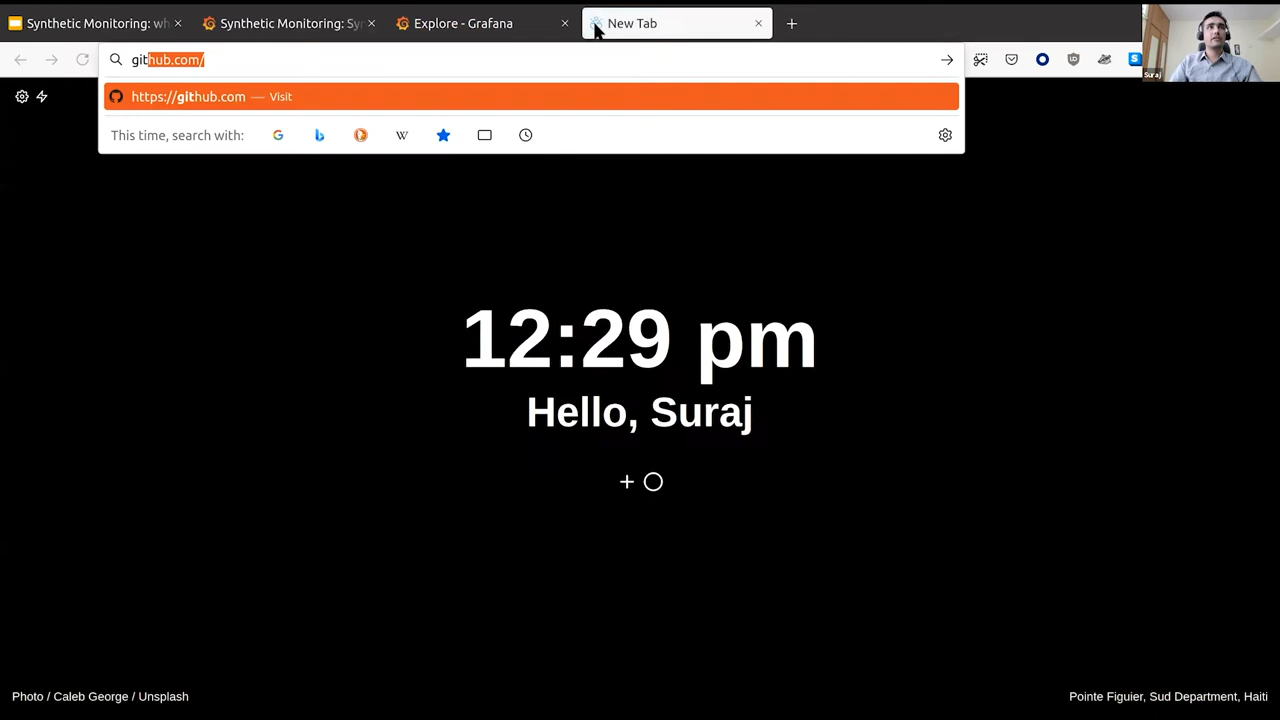 Synthetic Monitoring: wh
Synthetic Monitoring: Sy
Explore - Grafana
New Tab
github.com/
https://github.com — Visit
This time, search with:
Suraj
12:29 pm
Hello, Suraj
Photo / Caleb George / Unsplash
Pointe Figuier, Sud Department, Haiti